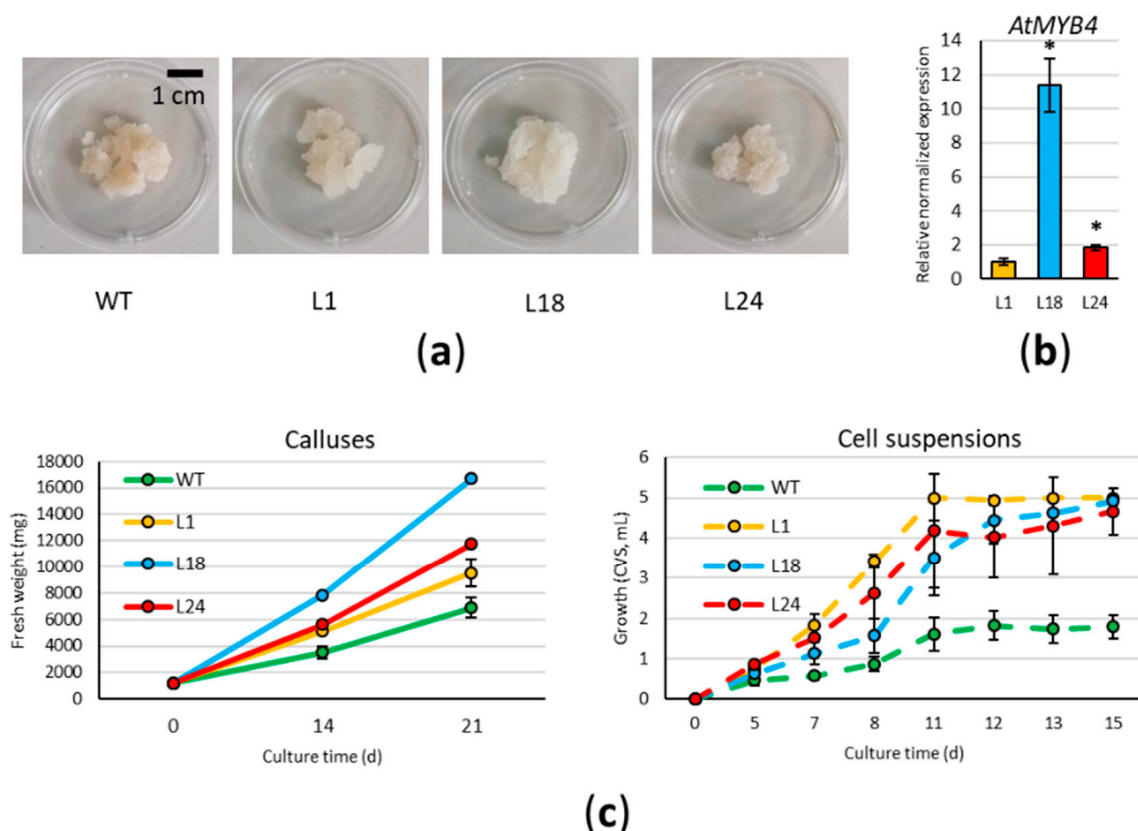 1 cm
WT
L1
L18
L24
(a)
AtMYB4
Relative normalized expression
14
12
10
8
6
4
2
0
*
*
L1
L18
L24
(b)
Calluses
Fresh weight (mg)
18000
16000
14000
12000
10000
8000
6000
4000
2000
0
WT
L1
L18
L24
0
14
21
Culture time (d)
Cell suspensions
Growth (CVS, mL)
6
5
4
3
2
1
0
WT
L1
L18
L24
0
5
7
8
11
12
13
15
Culture time (d)
(c)